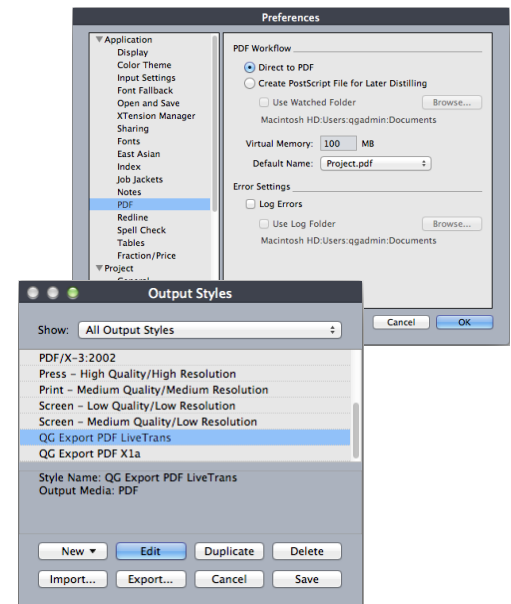 Preferences
Application
Display
Color Theme
Input Settings
Font Fallback
Open and Save
XTension Manager
Sharing
Fonts
East Asian
Index
Job Jackets
Notes
PDF
Redline
Spell Check
Tables
Fraction/Price
Project
General
PDF Workflow
Direct to PDF
Create PostScript File for Later Distilling
Use Watched Folder Browse...
Macintosh HD:Users:qgadmin:Documents
Virtual Memory: 100 MB
Default Name: Project.pdf
Error Settings
Log Errors
Use Log Folder Browse...
Macintosh HD:Users:qgadmin:Documents
Cancel OK
Output Styles
Show: All Output Styles
PDF/X-3:2002
Press - High Quality/High Resolution
Print - Medium Quality/Medium Resolution
Screen - Low Quality/Low Resolution
Screen - Medium Quality/Low Resolution
QG Export PDF LiveTrans
QG Export PDF X1a
Style Name: QG Export PDF LiveTrans
Output Media: PDF
New Edit Duplicate Delete
Import... Export... Cancel Save